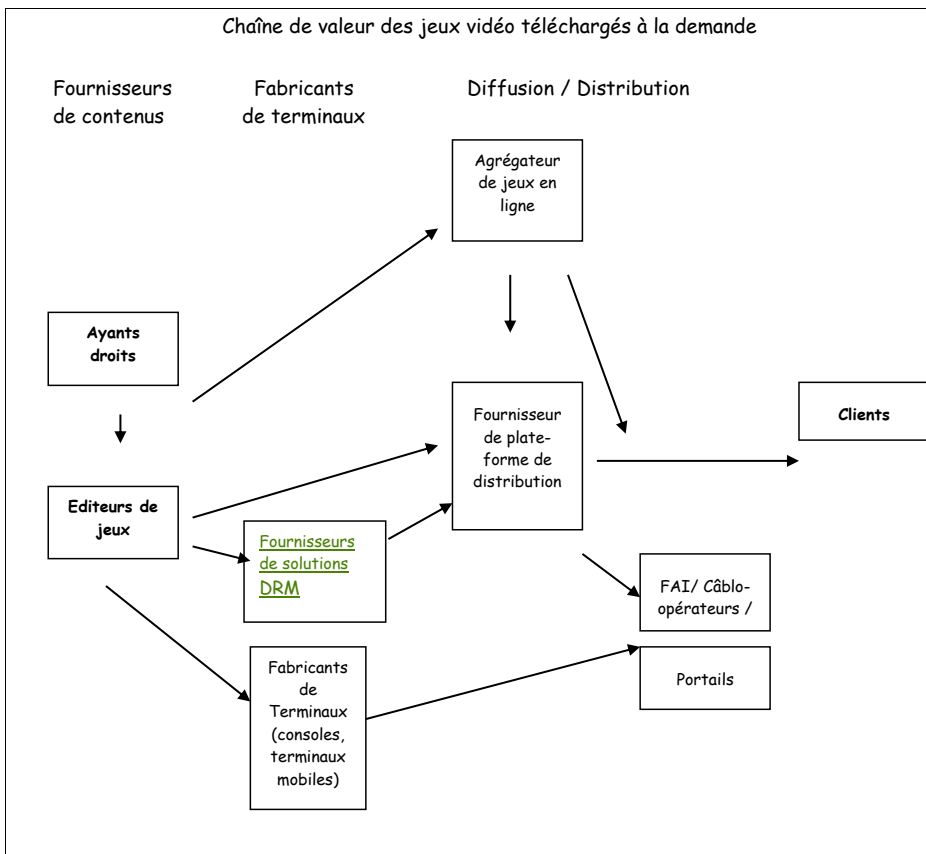 Chaîne de valeur des jeux vidéo téléchargés à la demande
Fournisseurs
de contenus
Fabricants
de terminaux
Diffusion / Distribution
Agrégateur
de jeux en
ligne
Ayants
droits
Fournisseur
de plate-
forme de
distribution
Clients
Editeurs de
jeux
Fournisseurs
de solutions
DRM
FAI/ Câblo-
opérateurs /
Portails
Fabricants
de
Terminaux
(consoles,
terminaux
mobiles)